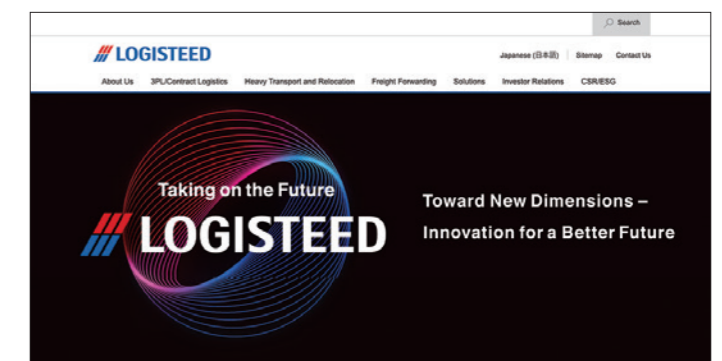 Search
LOGISTEED
Japanese (日本語) Sitemap Contact Us
About Us 3PL/Contract Logistics Heavy Transport and Relocation Freight Forwarding Solutions Investor Relations CSR/ESG
Taking on the Future
LOGISTEED
Toward New Dimensions –
Innovation for a Better Future